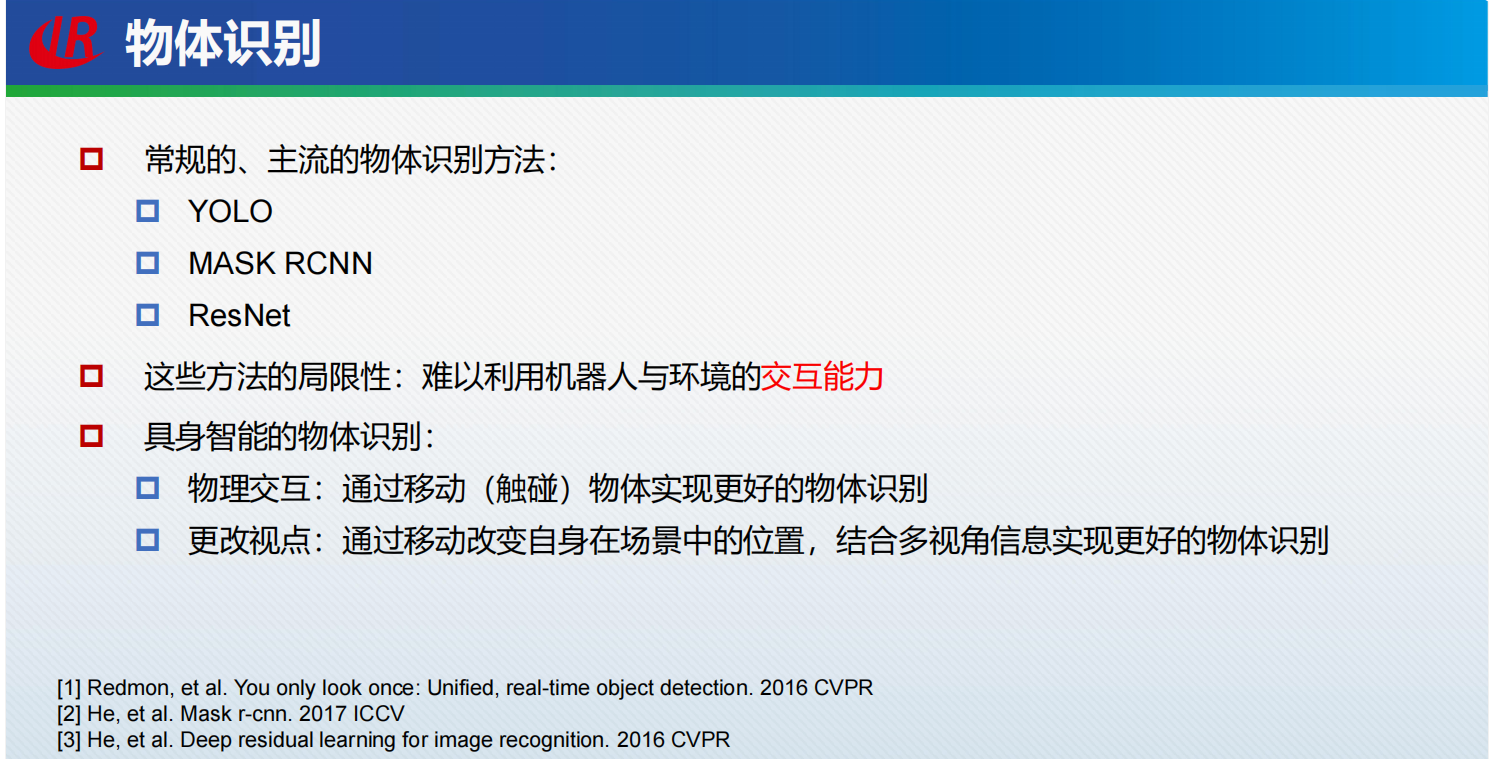 IR 物体识别
常规的、主流的物体识别方法：
YOLO
MASK RCNN
ResNet
这些方法的局限性：难以利用机器人与环境的交互能力
具身智能的物体识别：
物理交互：通过移动（触碰）物体实现更好的物体识别
更改视点：通过移动改变自身在场景中的位置，结合多视角信息实现更好的物体识别
[1] Redmon, et al. You only look once: Unified, real-time object detection. 2016 CVPR
[2] He, et al. Mask r-cnn. 2017 ICCV
[3] He, et al. Deep residual learning for image recognition. 2016 CVPR